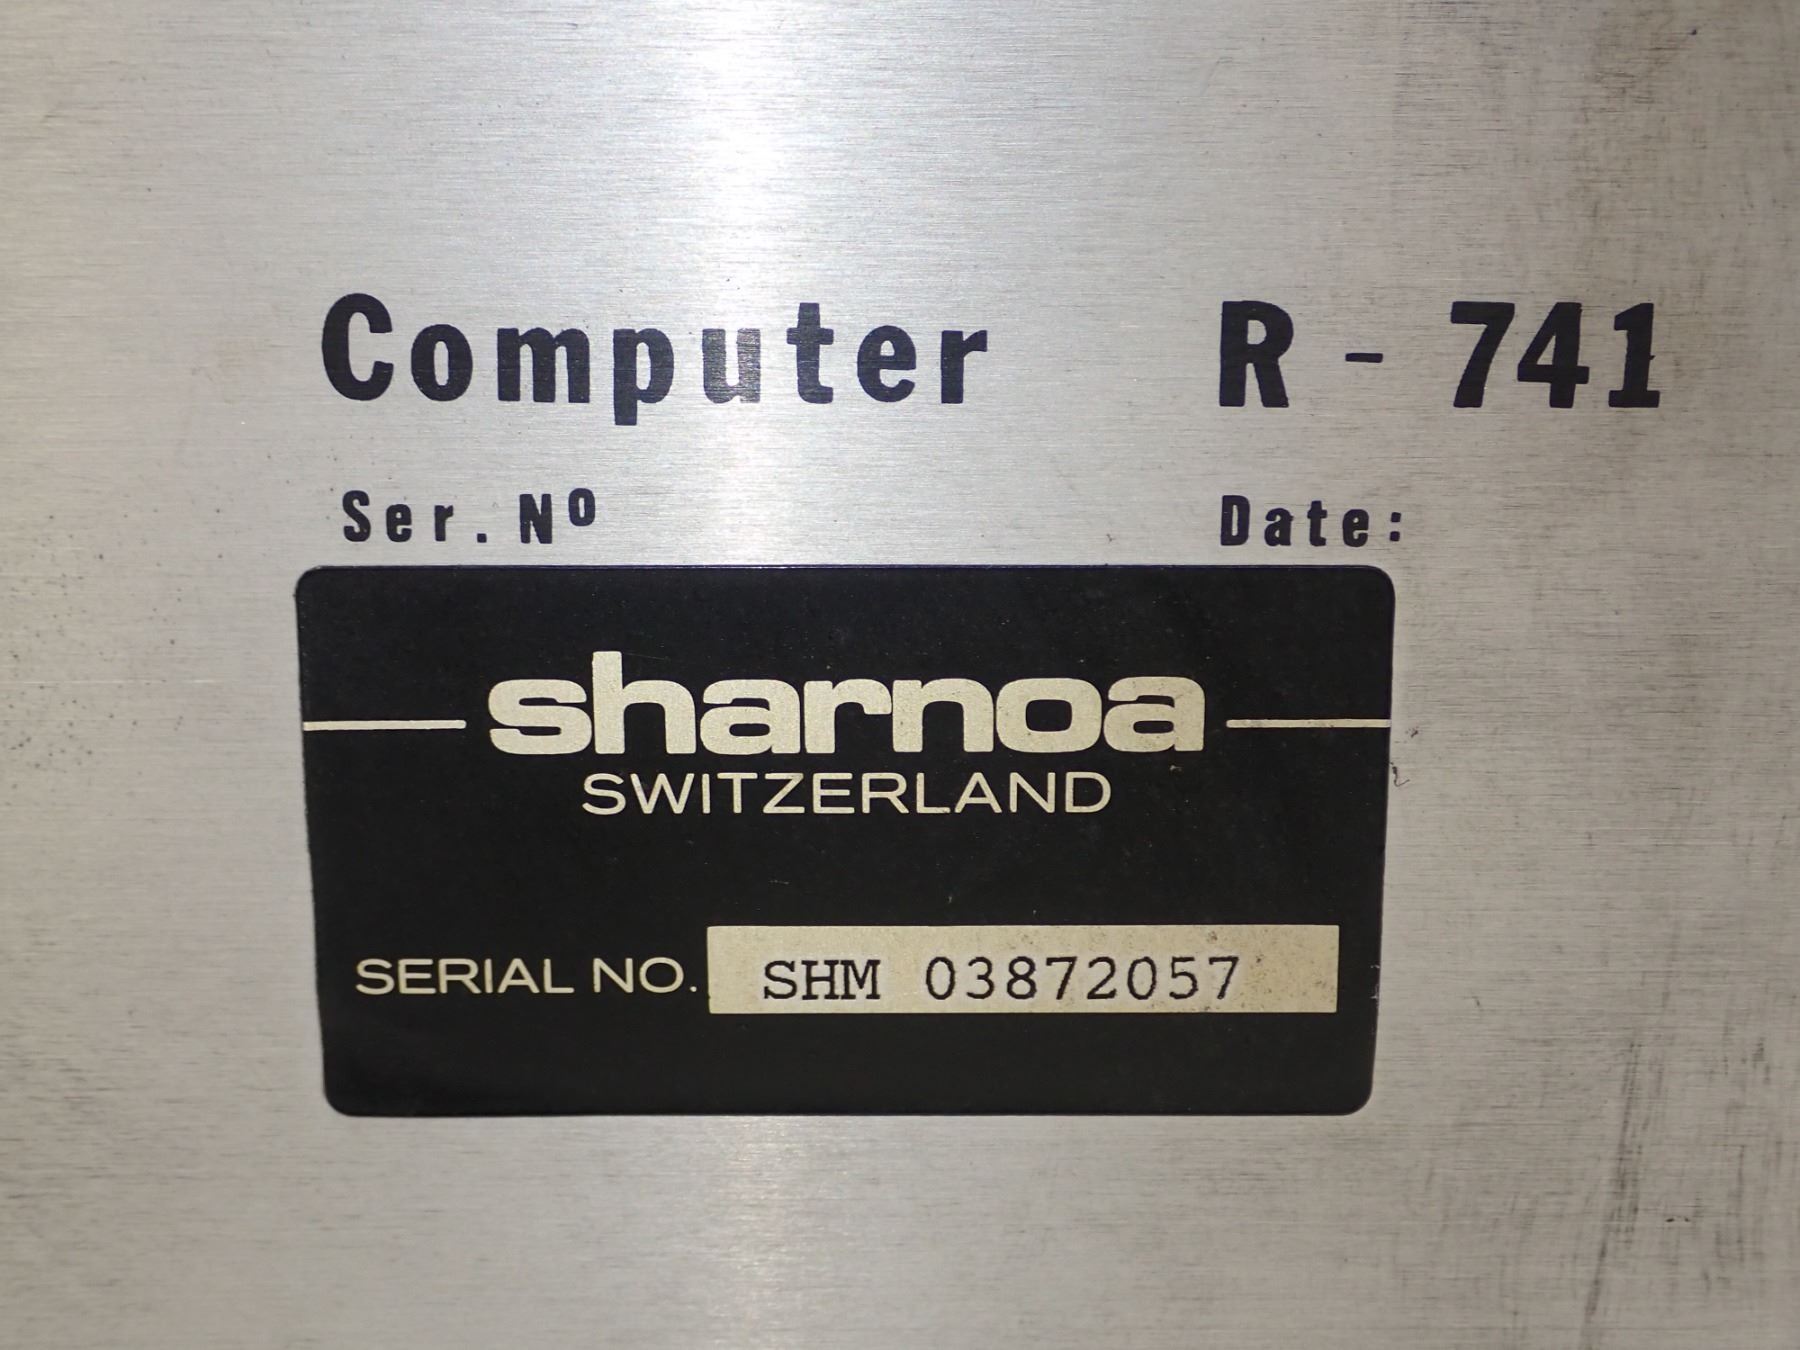 Computer R - 741
Ser. Nº Date:
sharnoa
SWITZERLAND
SERIAL NO. SHM 03872057